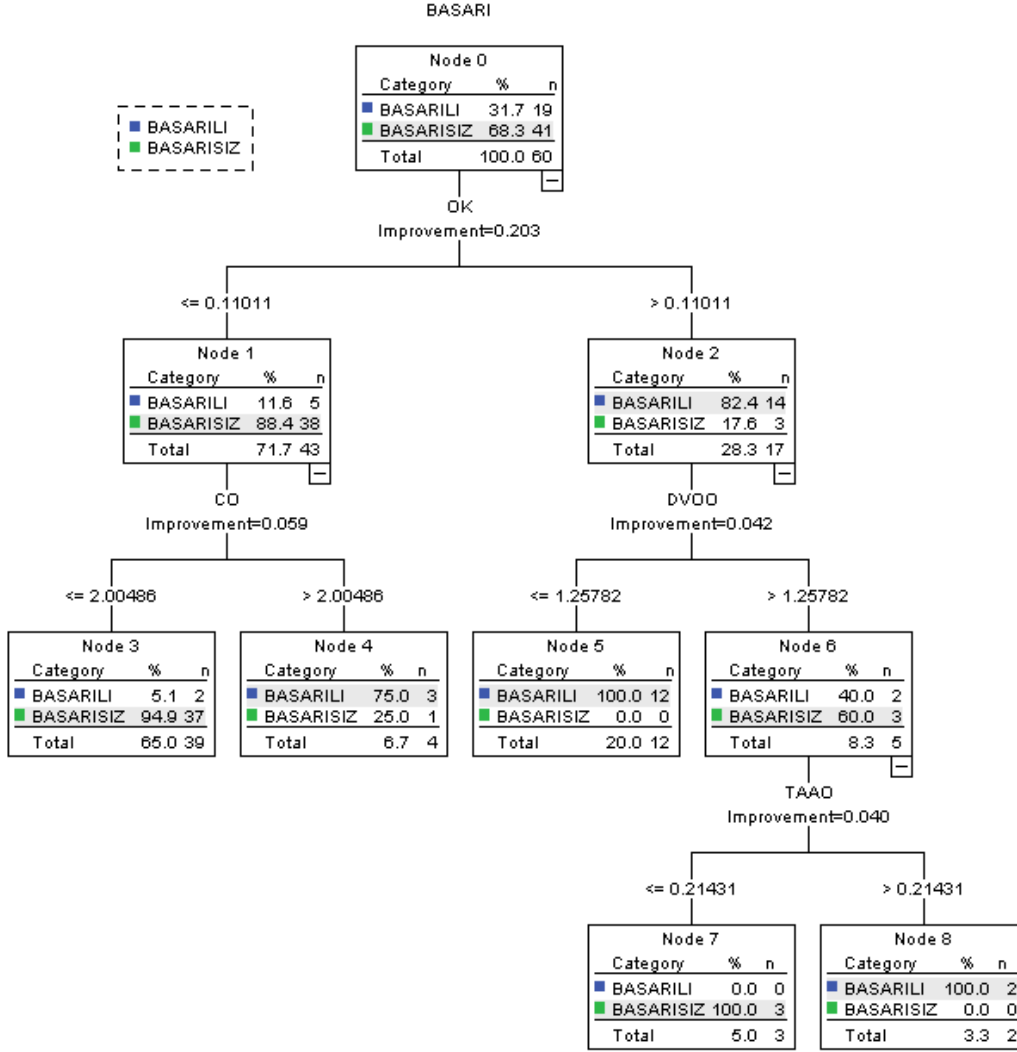 BASARI
BASARILI
BASARISIZ
Node 0
Category % n
BASARILI 31.7 19
BASARISIZ 68.3 41
Total 100.0 60
OK
Improvement=0.203
<= 0.11011
> 0.11011
Node 1
Category % n
BASARILI 11.6 5
BASARISIZ 88.4 38
Total 71.7 43
Node 2
Category % n
BASARILI 82.4 14
BASARISIZ 17.6 3
Total 28.3 17
CO
Improvement=0.059
DVOO
Improvement=0.042
<= 2.00486
> 2.00486
<= 1.25782
> 1.25782
Node 3
Category % n
BASARILI 5.1 2
BASARISIZ 94.9 37
Total 65.0 39
Node 4
Category % n
BASARILI 75.0 3
BASARISIZ 25.0 1
Total 6.7 4
Node 5
Category % n
BASARILI 100.0 12
BASARISIZ 0.0 0
Total 20.0 12
Node 6
Category % n
BASARILI 40.0 2
BASARISIZ 60.0 3
Total 8.3 5
TAAO
Improvement=0.040
<= 0.21431
> 0.21431
Node 7
Category % n
BASARILI 0.0 0
BASARISIZ 100.0 3
Total 5.0 3
Node 8
Category % n
BASARILI 100.0 2
BASARISIZ 0.0 0
Total 3.3 2